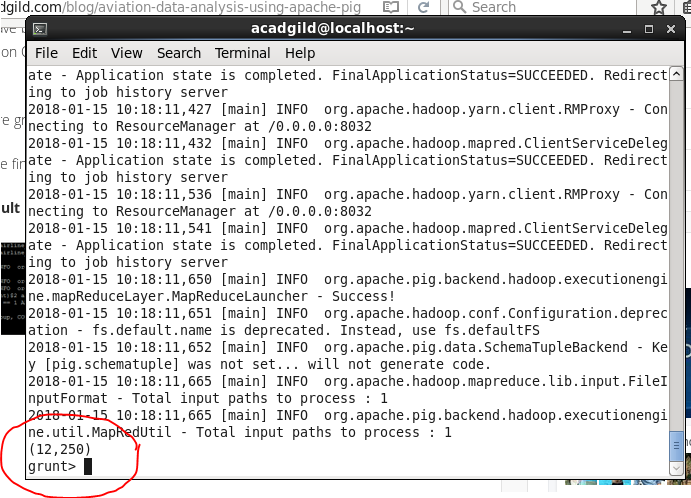 dgild.com/blog/aviation-data-analysis-using-apache-pig
Search
acadgild@localhost:~
File Edit View Search Terminal Help
ate - Application state is completed. FinalApplicationStatus=SUCCEEDED. Redirect
ing to job history server
2018-01-15 10:18:11,427 [main] INFO  org.apache.hadoop.yarn.client.RMProxy - Con
necting to ResourceManager at /0.0.0.0:8032
2018-01-15 10:18:11,432 [main] INFO  org.apache.hadoop.mapred.ClientServiceDeleg
ate - Application state is completed. FinalApplicationStatus=SUCCEEDED. Redirect
ing to job history server
2018-01-15 10:18:11,536 [main] INFO  org.apache.hadoop.yarn.client.RMProxy - Con
necting to ResourceManager at /0.0.0.0:8032
2018-01-15 10:18:11,541 [main] INFO  org.apache.hadoop.mapred.ClientServiceDeleg
ate - Application state is completed. FinalApplicationStatus=SUCCEEDED. Redirect
ing to job history server
2018-01-15 10:18:11,650 [main] INFO  org.apache.pig.backend.hadoop.executionengi
ne.mapReduceLayer.MapReduceLauncher - Success!
2018-01-15 10:18:11,651 [main] INFO  org.apache.hadoop.conf.Configuration.deprec
ation - fs.default.name is deprecated. Instead, use fs.defaultFS
2018-01-15 10:18:11,652 [main] INFO  org.apache.pig.data.SchemaTupleBackend - Ke
y [pig.schematuple] was not set... will not generate code.
2018-01-15 10:18:11,665 [main] INFO  org.apache.hadoop.mapreduce.lib.input.FileI
nputFormat - Total input paths to process : 1
2018-01-15 10:18:11,665 [main] INFO  org.apache.pig.backend.hadoop.executionengi
ne.util.MapRedUtil - Total input paths to process : 1
(12,250)
grunt>
ult